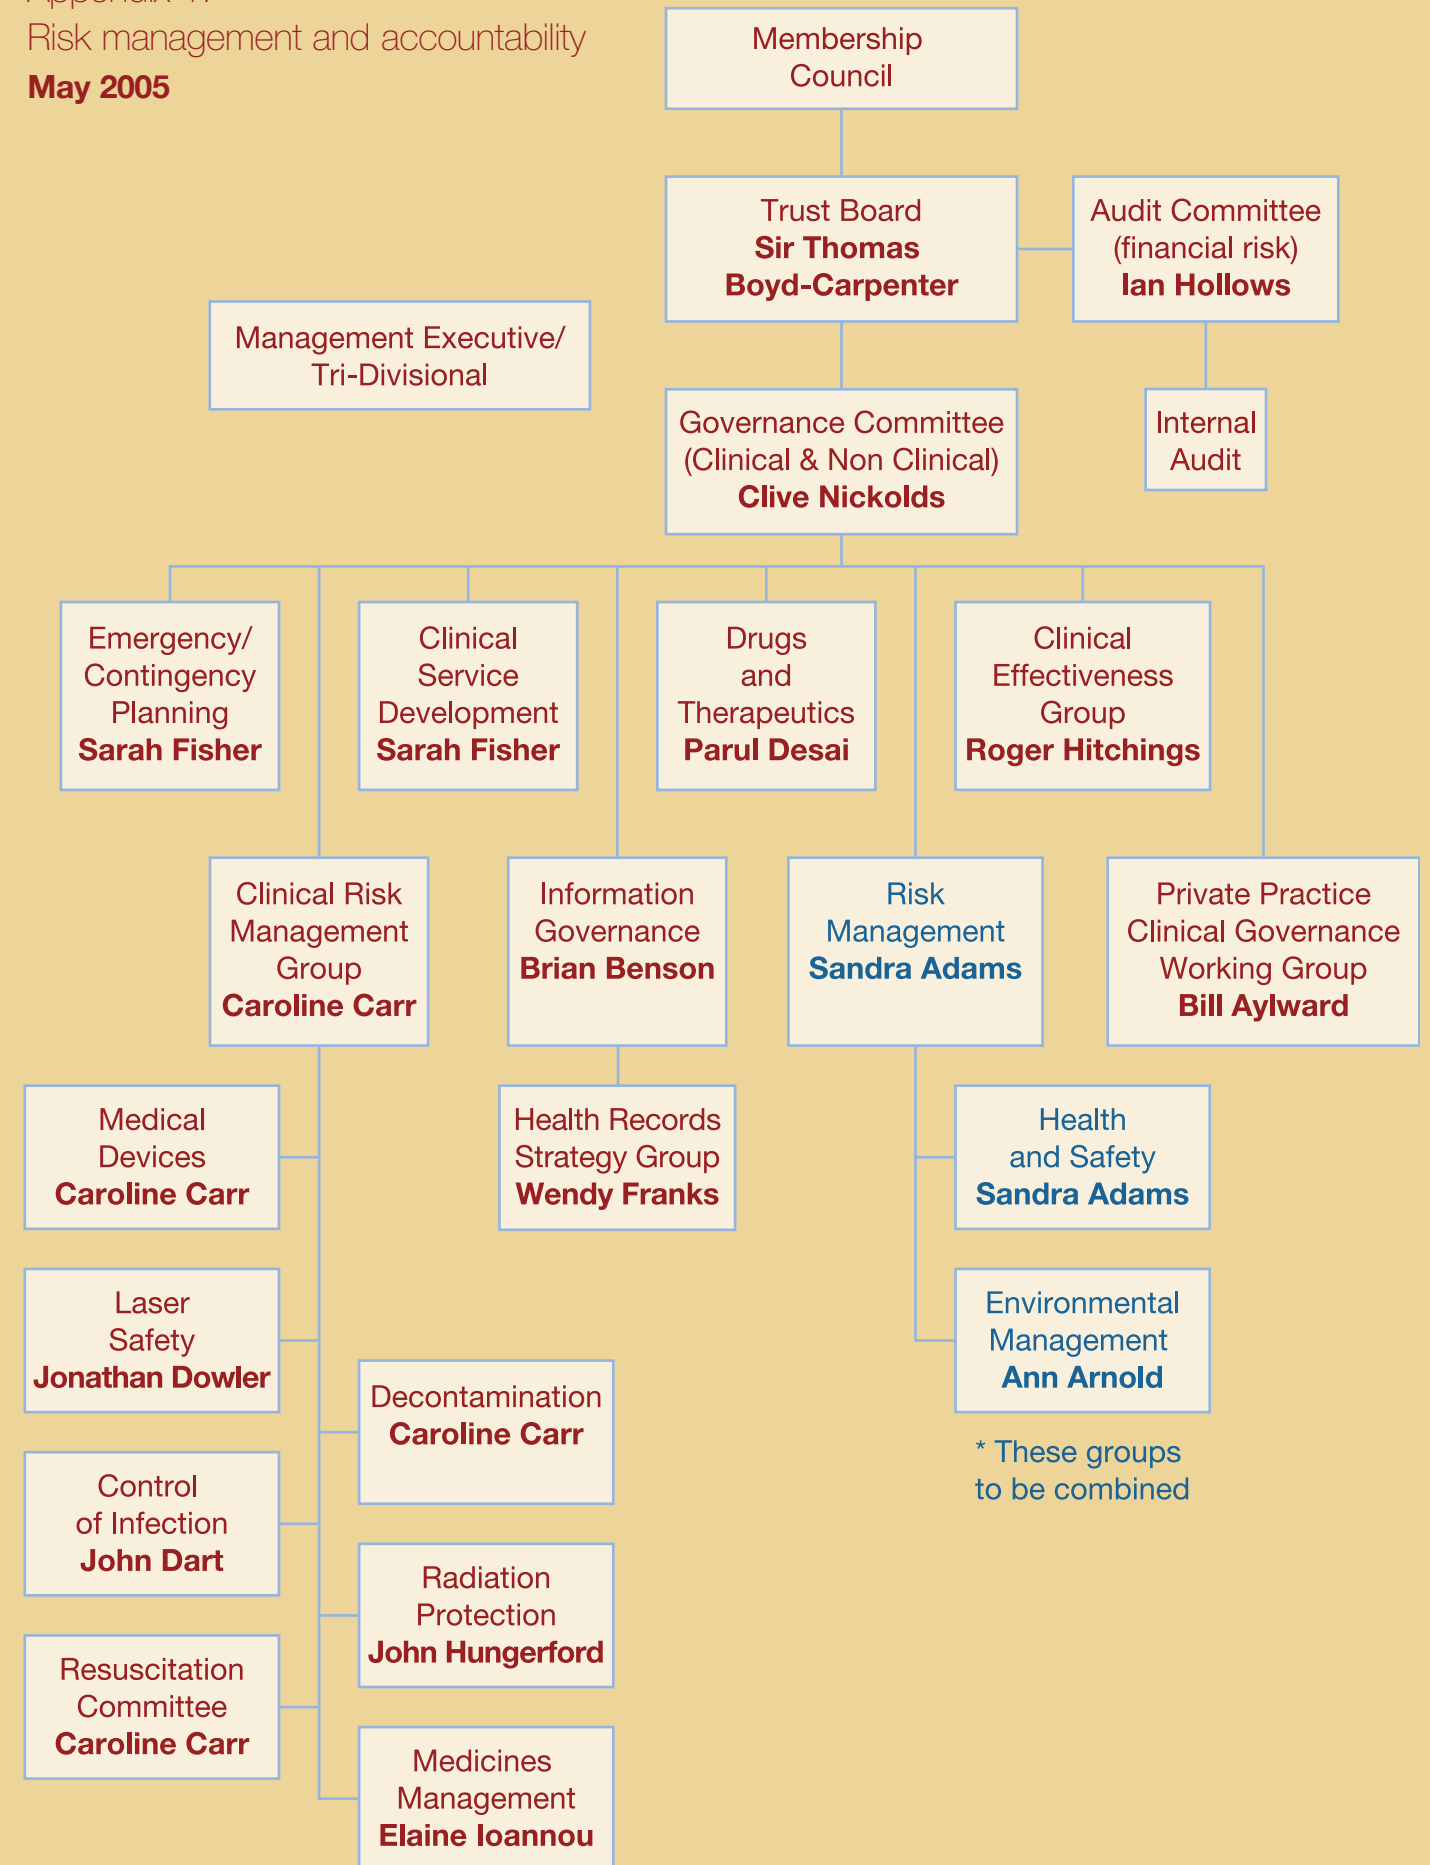 Risk management and accountability
May 2005
Membership
Council
Trust Board
Sir Thomas
Boyd-Carpenter
Audit Committee
(financial risk)
Ian Hollows
Management Executive/
Tri-Divisional
Governance Committee
(Clinical & Non Clinical)
Clive Nickolds
Internal
Audit
Emergency/
Contingency
Planning
Sarah Fisher
Clinical
Service
Development
Sarah Fisher
Drugs
and
Therapeutics
Parul Desai
Clinical
Effectiveness
Group
Roger Hitchings
Clinical Risk
Management
Group
Caroline Carr
Information
Governance
Brian Benson
Risk
Management
Sandra Adams
Private Practice
Clinical Governance
Working Group
Bill Aylward
Medical
Devices
Caroline Carr
Health Records
Strategy Group
Wendy Franks
Health
and Safety
Sandra Adams
Laser
Safety
Jonathan Dowler
Environmental
Management
Ann Arnold
Decontamination
Caroline Carr
* These groups
to be combined
Control
of Infection
John Dart
Radiation
Protection
John Hungerford
Resuscitation
Committee
Caroline Carr
Medicines
Management
Elaine Ioannou